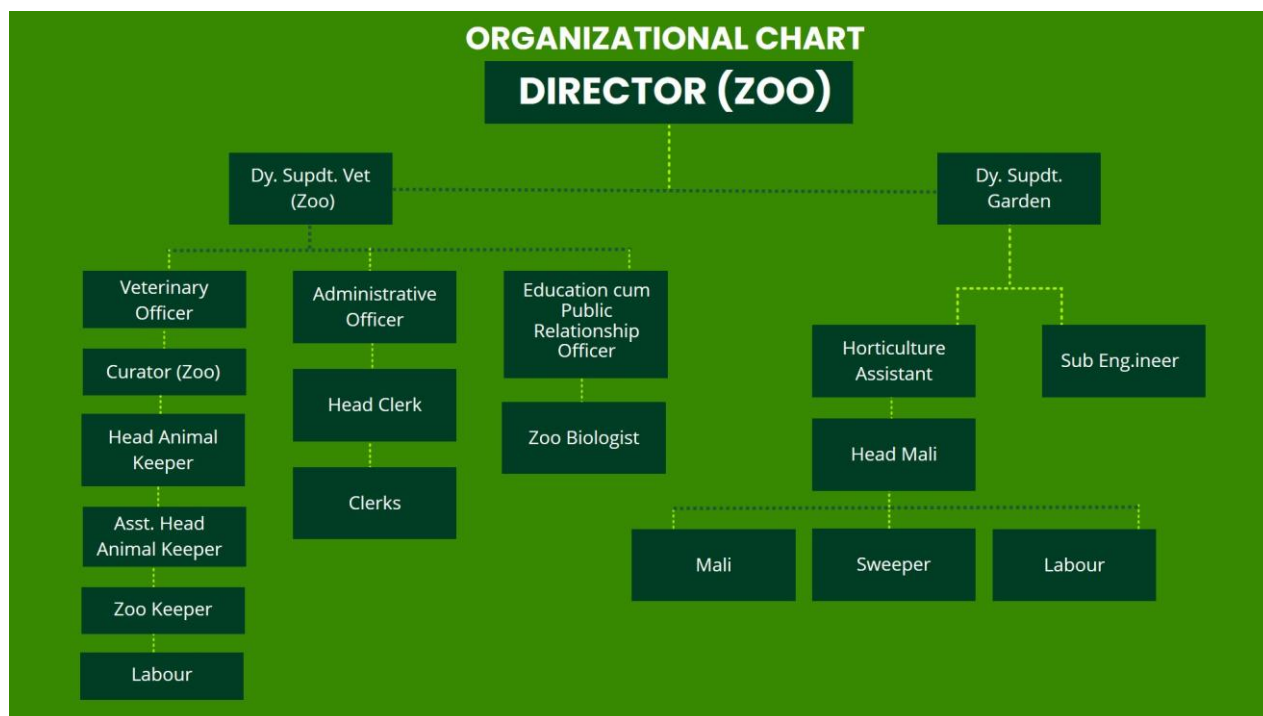 ORGANIZATIONAL CHART
DIRECTOR (ZOO)
Dy. Supdt. Vet
(Zoo)
Dy. Supdt.
Garden
Veterinary
Officer
Administrative
Officer
Education cum
Public
Relationship
Officer
Horticulture
Assistant
Sub Eng.ineer
Curator (Zoo)
Head Clerk
Zoo Biologist
Head Animal
Keeper
Head Mali
Clerks
Asst. Head
Animal Keeper
Mali
Sweeper
Labour
Zoo Keeper
Labour